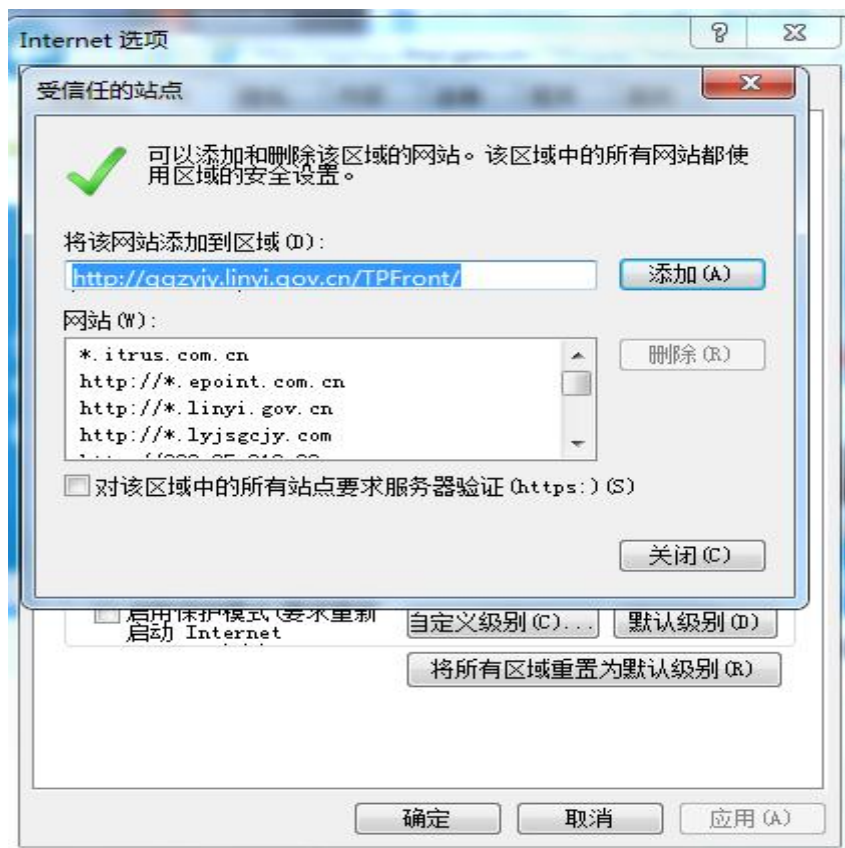 Internet 选项
受信任的站点
可以添加和删除该区域的网站。该区域中的所有网站都使
用区域的安全设置。
将该网站添加到区域(D):
http://ggzyjy.linyi.gov.cn/TPFront/
添加(A)
网站(W):
*.itrus.com.cn
http://*.epoint.com.cn
http://*.linyi.gov.cn
http://*.lyjsgcjy.com
删除(R)
对该区域中的所有站点要求服务器验证(https:)(S)
关闭(C)
启用保护模式(要求重新
启动 Internet
自定义级别(C)...
默认级别(D)
将所有区域重置为默认级别(R)
确定
取消
应用(A)